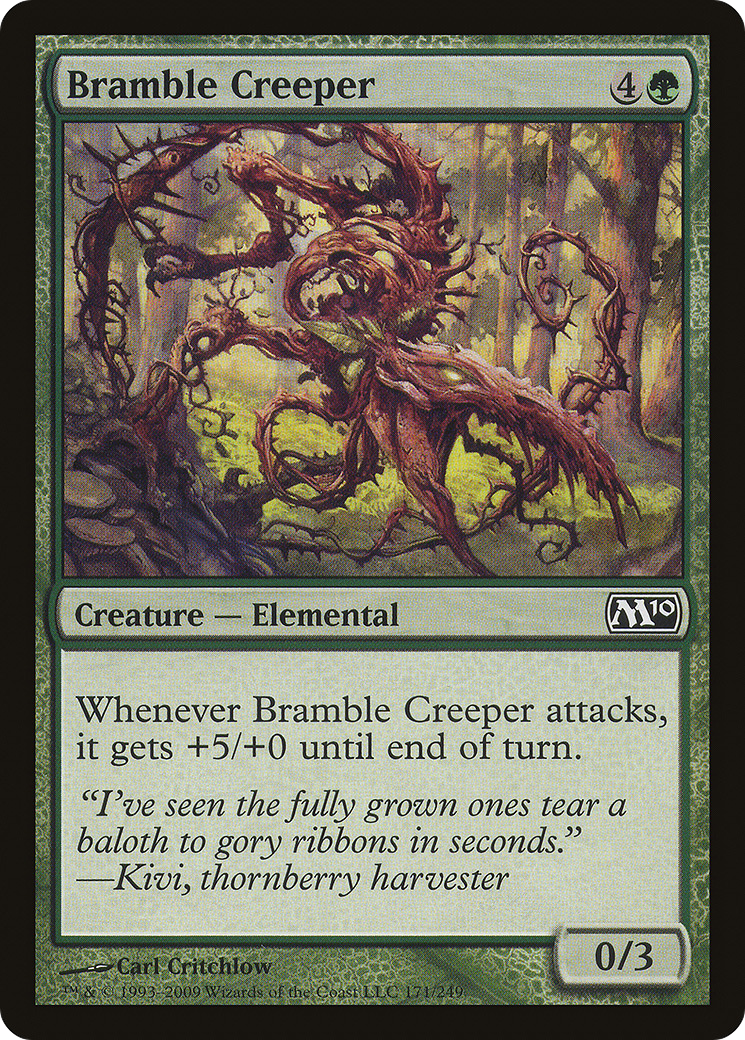 Bramble Creeper 4
Creature — Elemental M10
Whenever Bramble Creeper attacks,
it gets +5/+0 until end of turn.
“I’ve seen the fully grown ones tear a
baloth to gory ribbons in seconds.”
—Kivi, thornberry harvester
0/3
Carl Critchlow
™ & © 1993–2009 Wizards of the Coast LLC 171/249